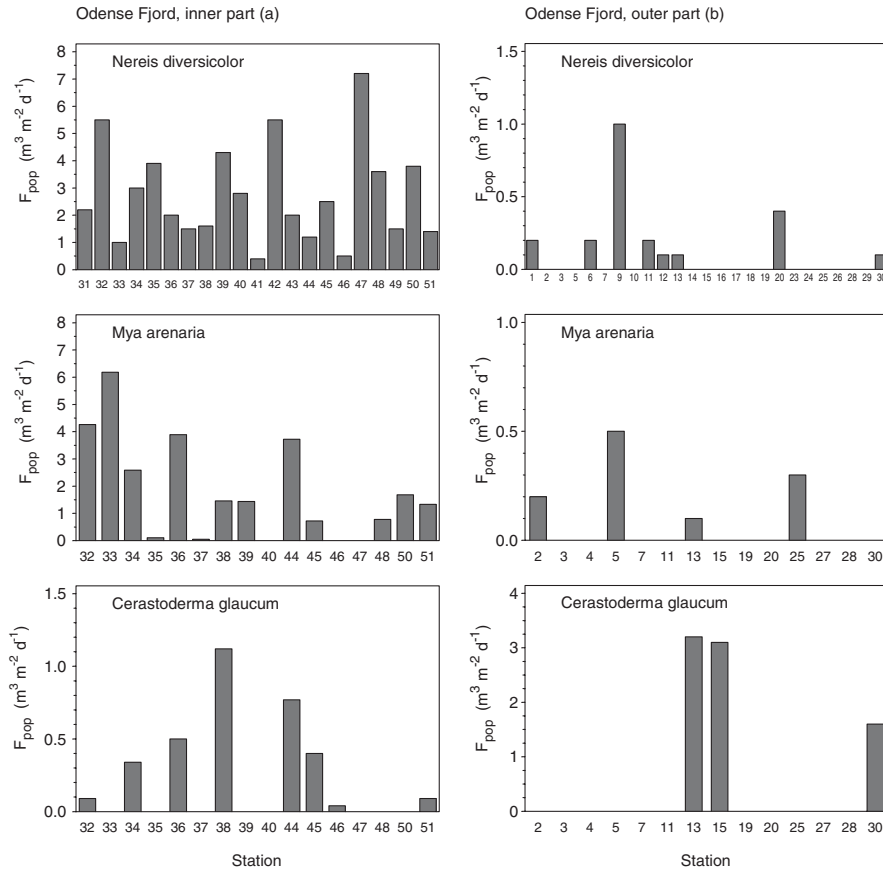 Odense Fjord, inner part (a)
Odense Fjord, outer part (b)
Nereis diversicolor
F_pop (m³ m⁻² d⁻¹)
8
7
6
5
4
3
2
1
0
31 32 33 34 35 36 37 38 39 40 41 42 43 44 45 46 47 48 49 50 51
Nereis diversicolor
F_pop (m³ m⁻² d⁻¹)
1.5
1.0
0.5
0.0
1 2 3 5 6 7 9 10 11 12 13 14 15 16 17 18 19 20 23 24 25 26 28 29 30
Mya arenaria
F_pop (m³ m⁻² d⁻¹)
8
7
6
5
4
3
2
1
0
32 33 34 35 36 37 38 39 40 44 45 46 47 48 50 51
Mya arenaria
F_pop (m³ m⁻² d⁻¹)
1.0
0.5
0.0
2 3 4 5 7 11 13 15 19 20 25 27 28 30
Cerastoderma glaucum
F_pop (m³ m⁻² d⁻¹)
1.5
1.0
0.5
0.0
32 33 34 35 36 37 38 39 40 44 45 46 47 48 50 51
Station
Cerastoderma glaucum
F_pop (m³ m⁻² d⁻¹)
4
3
2
1
0
2 3 4 5 7 11 13 15 19 20 25 27 28 30
Station